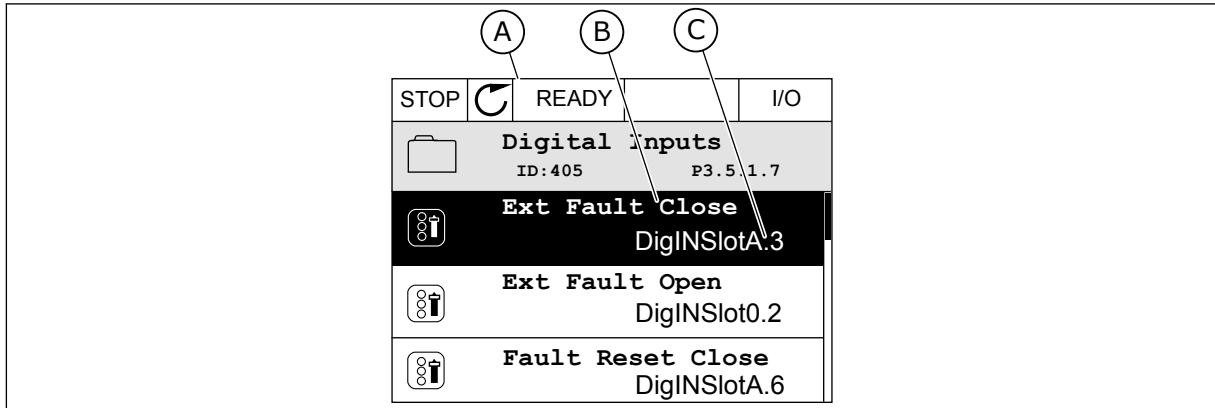 A B C
STOP READY I/O
Digital Inputs
ID:405 P3.5.1.7
Ext Fault Close
DigINSlotA.3
Ext Fault Open
DigINSlot0.2
Fault Reset Close
DigINSlotA.6